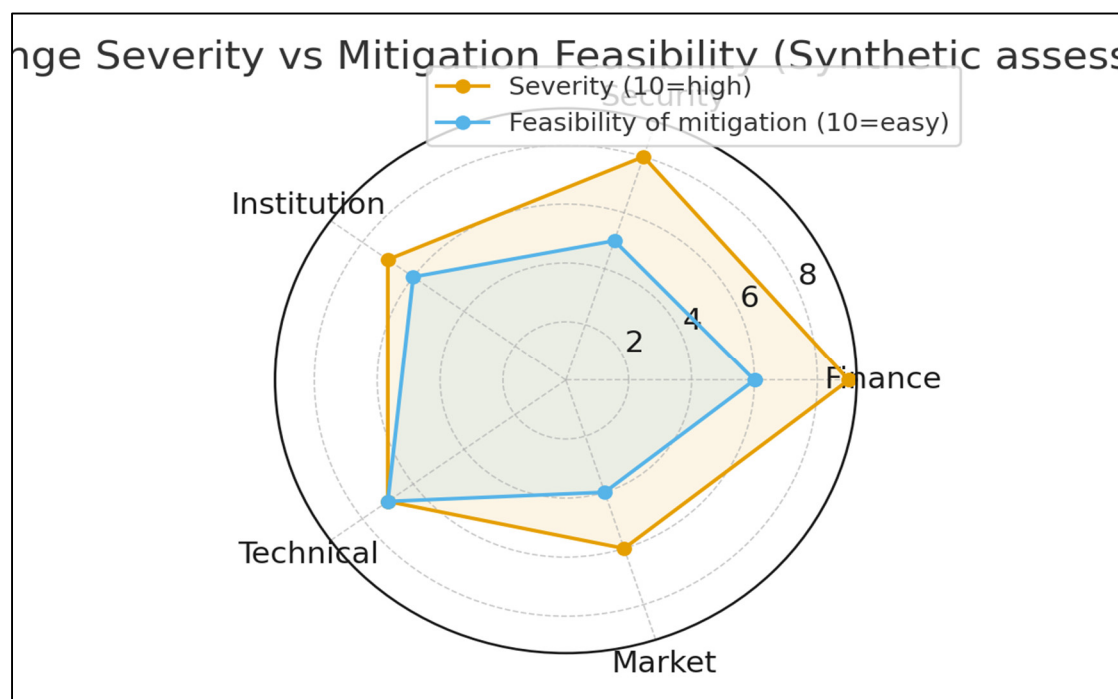 nge Severity vs Mitigation Feasibility (Synthetic assess
Severity (10=high)
Security
Feasibility of mitigation (10=easy)
Institution
8
6
4
2
Finance
Technical
Market